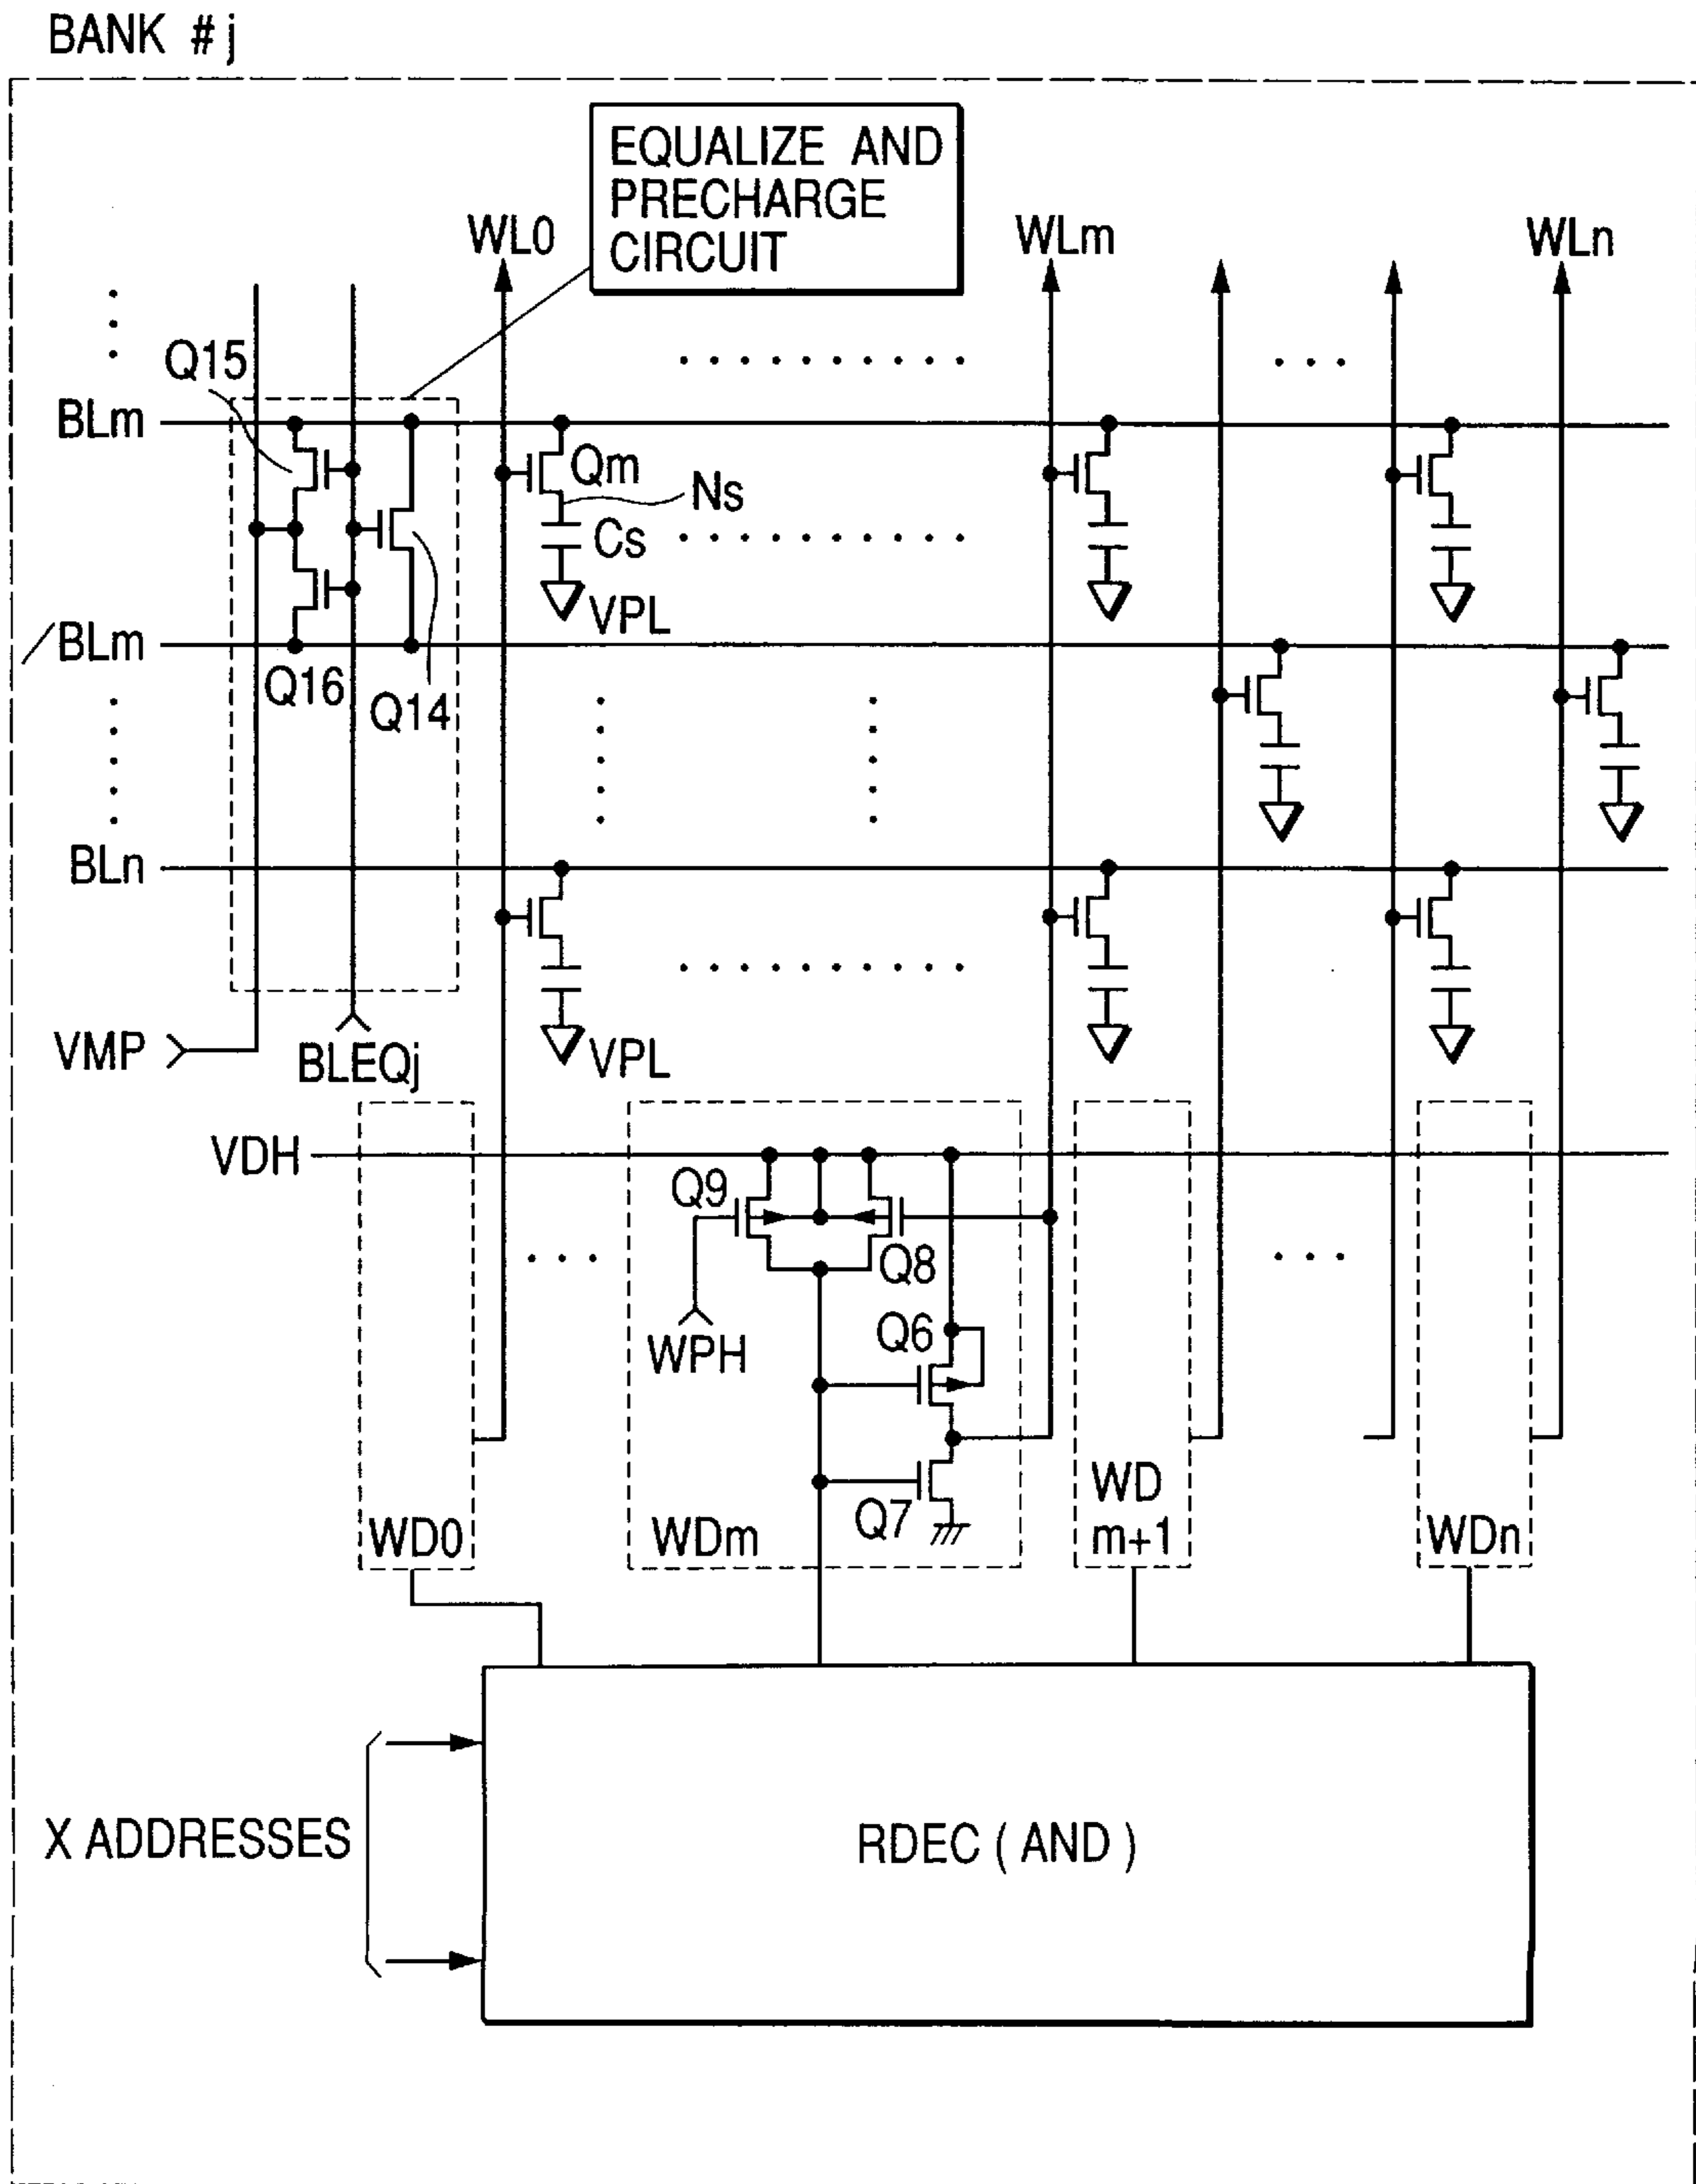 BANK #j
EQUALIZE AND
PRECHARGE
CIRCUIT
WL0
WLm
WLn
Q15
BLm
Qm
Ns
Cs
VPL
/BLm
Q16
Q14
BLn
VMP
BLEQj
VPL
VDH
Q9
Q8
WPH
Q6
Q7
WD0
WDm
WD
m+1
WDn
X ADDRESSES
RDEC ( AND )